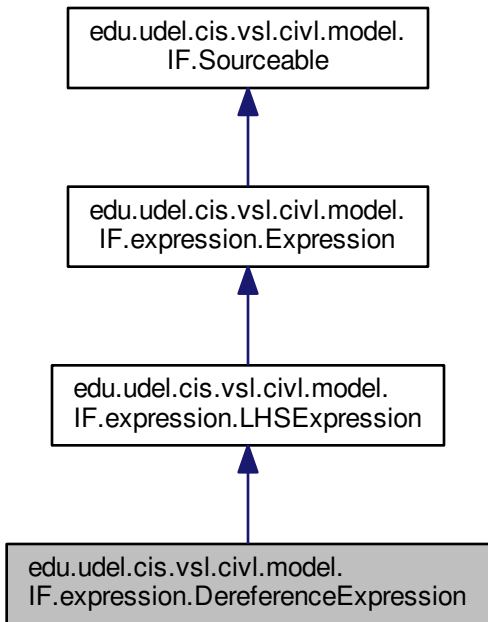 edu.udel.cis.vsl.civl.model.
IF.Sourceable
edu.udel.cis.vsl.civl.model.
IF.expression.Expression
edu.udel.cis.vsl.civl.model.
IF.expression.LHSExpression
edu.udel.cis.vsl.civl.model.
IF.expression.DereferenceExpression